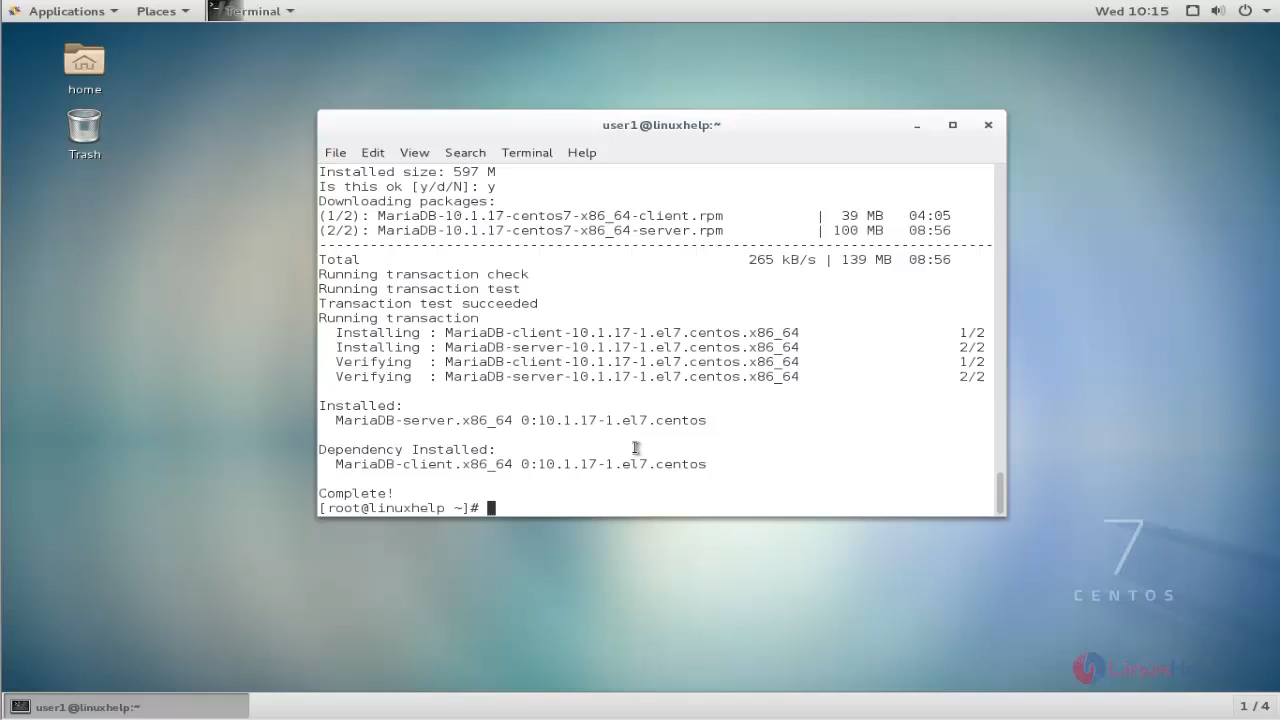 Applications Places Terminal Wed 10:15
home
Trash
user1@linuxhelp:~
File Edit View Search Terminal Help
Installed size: 597 M
Is this ok [y/d/N]: y
Downloading packages:
(1/2): MariaDB-10.1.17-centos7-x86_64-client.rpm | 39 MB 04:05
(2/2): MariaDB-10.1.17-centos7-x86_64-server.rpm | 100 MB 08:56
--------------------------------------------------------------------------------
Total 265 kB/s | 139 MB 08:56
Running transaction check
Running transaction test
Transaction test succeeded
Running transaction
Installing : MariaDB-client-10.1.17-1.el7.centos.x86_64 1/2
Installing : MariaDB-server-10.1.17-1.el7.centos.x86_64 2/2
Verifying : MariaDB-client-10.1.17-1.el7.centos.x86_64 1/2
Verifying : MariaDB-server-10.1.17-1.el7.centos.x86_64 2/2
Installed:
MariaDB-server.x86_64 0:10.1.17-1.el7.centos
Dependency Installed:
MariaDB-client.x86_64 0:10.1.17-1.el7.centos
Complete!
[root@linuxhelp ~]#
7
CENTOS
user1@linuxhelp:~ 1 / 4